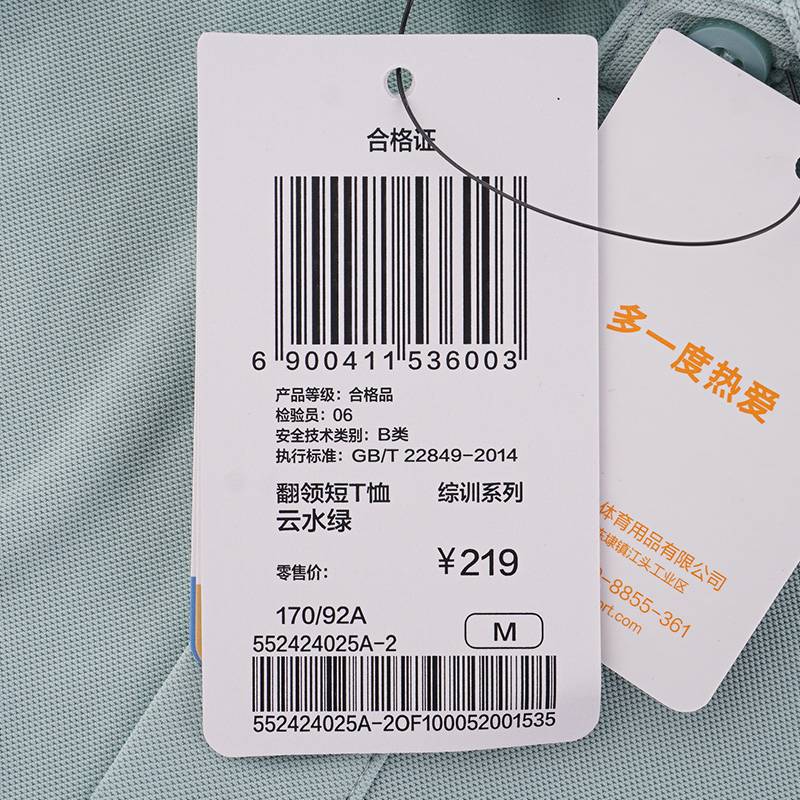 合格证
6 900411 536003
产品等级：合格品
检验员：06
安全技术类别：B类
执行标准：GB/T 22849-2014
翻领短T恤 综训系列
云水绿
零售价： ¥219
170/92A
552424025A-2 M
552424025A-2OF100052001535
多一度热爱
体育用品有限公司
埭镇江头工业区
-8855-361
rt.com